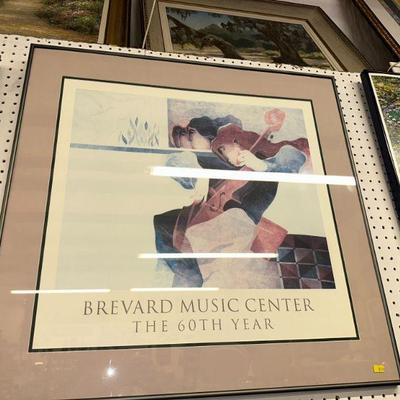 BREVARD MUSIC CENTER
THE 60TH YEAR